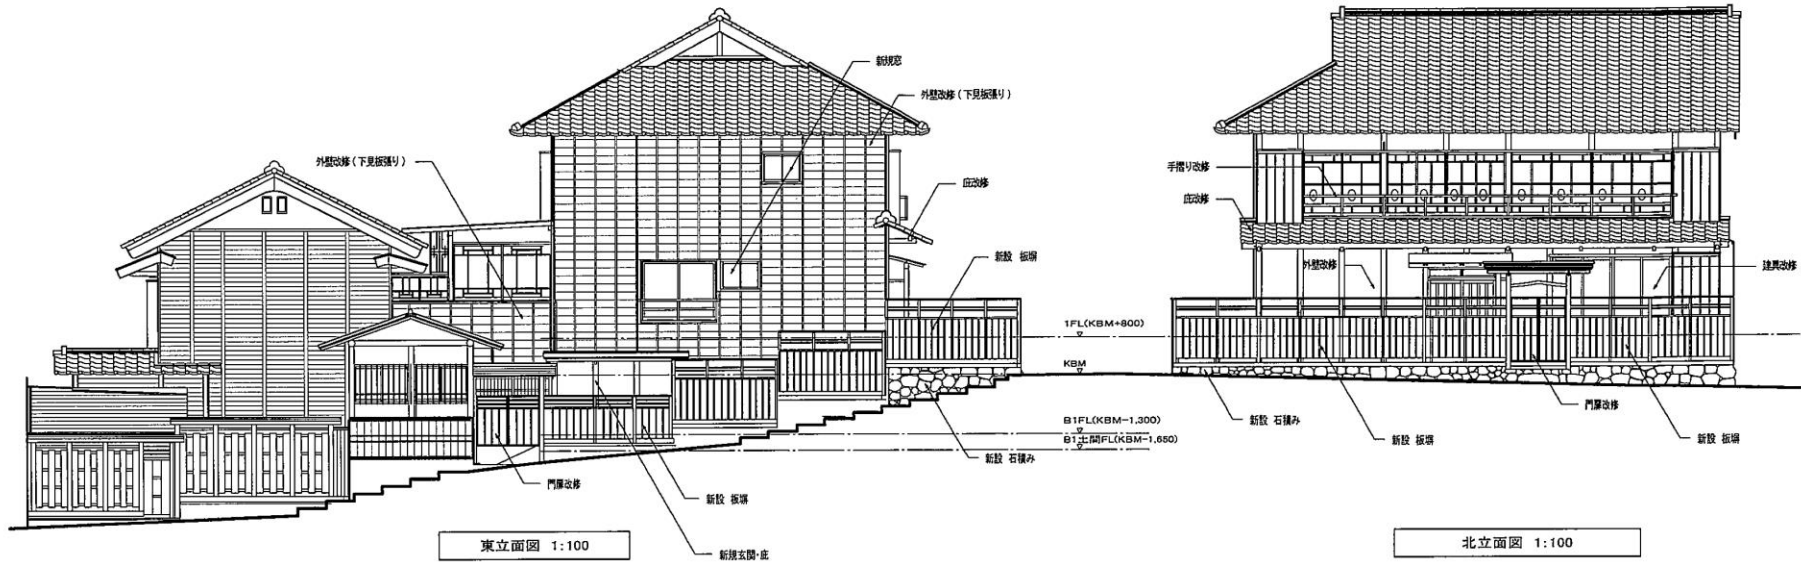 新規窓
外壁改修(下見板張り)
外壁改修(下見板張り)
庇改修
新設 板塀
1FL(KBM+800)
KBM
B1FL(KBM-1,300)
B1土間FL(KBM-1,650)
新設 石積み
門扉改修
新設 板塀
新規玄関・庇
東立面図 1:100
手摺り改修
庇改修
外壁改修
建具改修
新設 石積み
新設 板塀
門扉改修
新設 板塀
北立面図 1:100